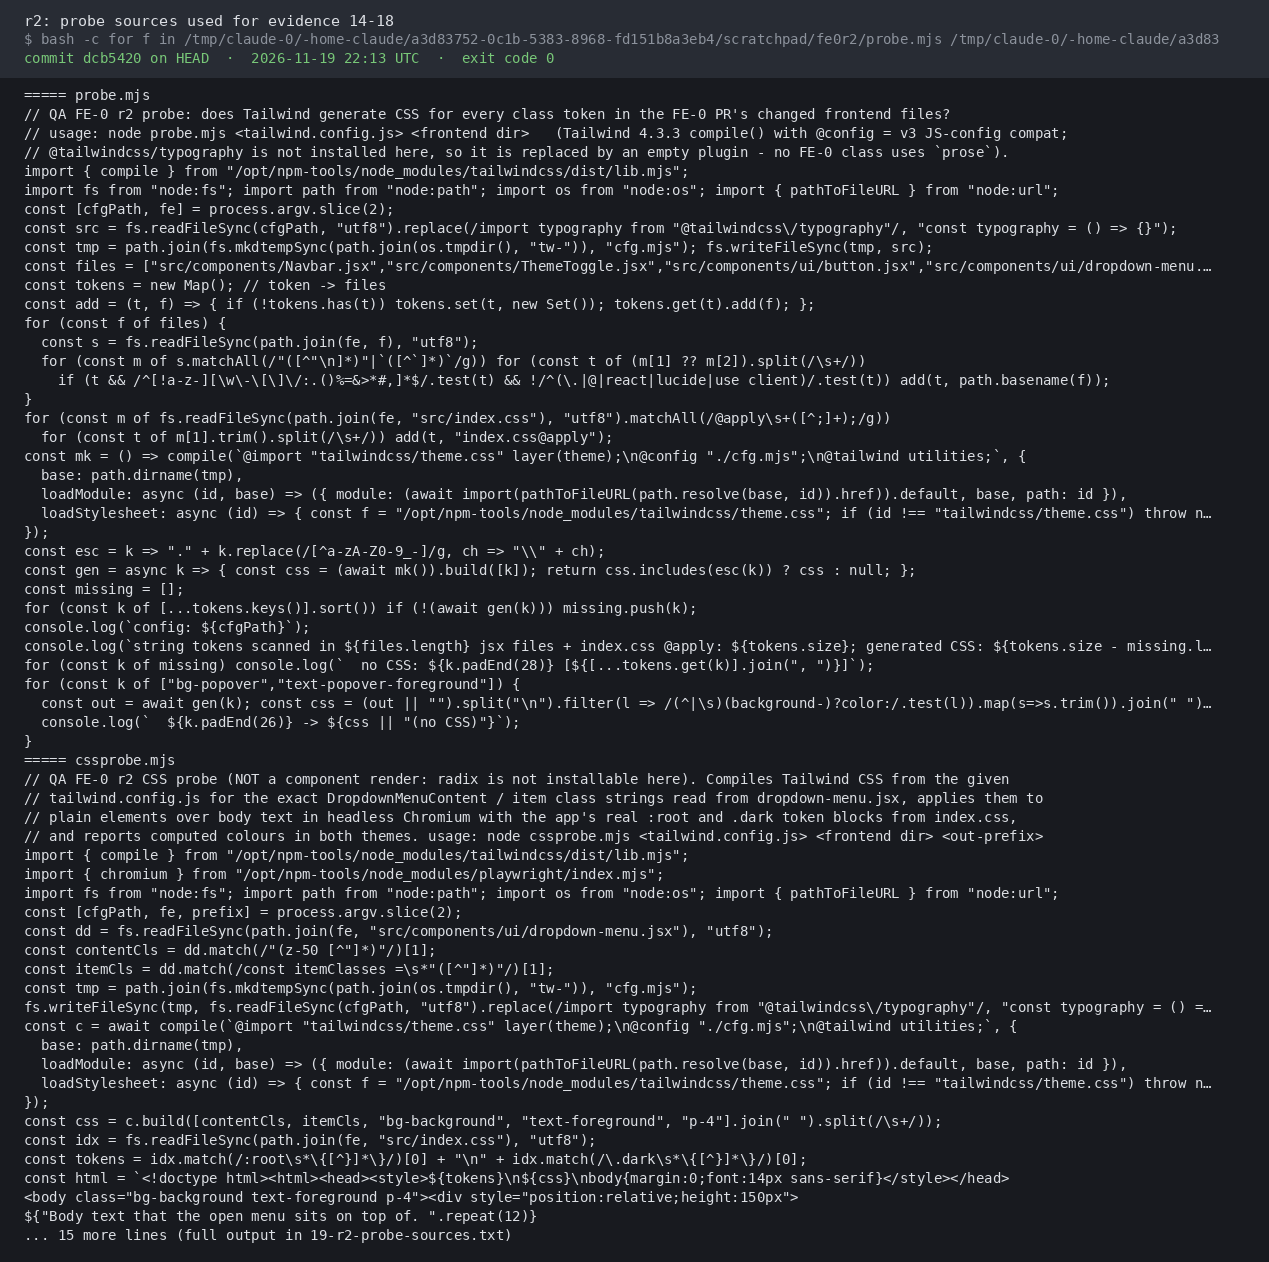 r2: probe sources used for evidence 14-18
$ bash -c for f in /tmp/claude-0/-home-claude/a3d83752-0c1b-5383-8968-fd151b8a3eb4/scratchpad/fe0r2/probe.mjs /tmp/claude-0/-home-claude/a3d83
commit dcb5420 on HEAD  ·  2026-11-19 22:13 UTC  ·  exit code 0
===== probe.mjs
// QA FE-0 r2 probe: does Tailwind generate CSS for every class token in the FE-0 PR's changed frontend files?
// usage: node probe.mjs <tailwind.config.js> <frontend dir>   (Tailwind 4.3.3 compile() with @config = v3 JS-config compat;
// @tailwindcss/typography is not installed here, so it is replaced by an empty plugin - no FE-0 class uses `prose`).
import { compile } from "/opt/npm-tools/node_modules/tailwindcss/dist/lib.mjs";
import fs from "node:fs"; import path from "node:path"; import os from "node:os"; import { pathToFileURL } from "node:url";
const [cfgPath, fe] = process.argv.slice(2);
const src = fs.readFileSync(cfgPath, "utf8").replace(/import typography from "@tailwindcss\/typography"/, "const typography = () => {}");
const tmp = path.join(fs.mkdtempSync(path.join(os.tmpdir(), "tw-")), "cfg.mjs"); fs.writeFileSync(tmp, src);
const files = ["src/components/Navbar.jsx","src/components/ThemeToggle.jsx","src/components/ui/button.jsx","src/components/ui/dropdown-menu.…
const tokens = new Map(); // token -> files
const add = (t, f) => { if (!tokens.has(t)) tokens.set(t, new Set()); tokens.get(t).add(f); };
for (const f of files) {
  const s = fs.readFileSync(path.join(fe, f), "utf8");
  for (const m of s.matchAll(/"([^"\n]*)"|`([^`]*)`/g)) for (const t of (m[1] ?? m[2]).split(/\s+/))
    if (t && /^[!a-z-][\w\-\[\]\/:.()%=&>*#,]*$/.test(t) && !/^(\.|@|react|lucide|use client)/.test(t)) add(t, path.basename(f));
}
for (const m of fs.readFileSync(path.join(fe, "src/index.css"), "utf8").matchAll(/@apply\s+([^;]+);/g))
  for (const t of m[1].trim().split(/\s+/)) add(t, "index.css@apply");
const mk = () => compile(`@import "tailwindcss/theme.css" layer(theme);\n@config "./cfg.mjs";\n@tailwind utilities;`, {
  base: path.dirname(tmp),
  loadModule: async (id, base) => ({ module: (await import(pathToFileURL(path.resolve(base, id)).href)).default, base, path: id }),
  loadStylesheet: async (id) => { const f = "/opt/npm-tools/node_modules/tailwindcss/theme.css"; if (id !== "tailwindcss/theme.css") throw n…
});
const esc = k => "." + k.replace(/[^a-zA-Z0-9_-]/g, ch => "\\" + ch);
const gen = async k => { const css = (await mk()).build([k]); return css.includes(esc(k)) ? css : null; };
const missing = [];
for (const k of [...tokens.keys()].sort()) if (!(await gen(k))) missing.push(k);
console.log(`config: ${cfgPath}`);
console.log(`string tokens scanned in ${files.length} jsx files + index.css @apply: ${tokens.size}; generated CSS: ${tokens.size - missing.l…
for (const k of missing) console.log(`  no CSS: ${k.padEnd(28)} [${[...tokens.get(k)].join(", ")}]`);
for (const k of ["bg-popover","text-popover-foreground"]) {
  const out = await gen(k); const css = (out || "").split("\n").filter(l => /(^|\s)(background-)?color:/.test(l)).map(s=>s.trim()).join(" ")…
  console.log(`  ${k.padEnd(26)} -> ${css || "(no CSS)"}`);
}
===== cssprobe.mjs
// QA FE-0 r2 CSS probe (NOT a component render: radix is not installable here). Compiles Tailwind CSS from the given
// tailwind.config.js for the exact DropdownMenuContent / item class strings read from dropdown-menu.jsx, applies them to
// plain elements over body text in headless Chromium with the app's real :root and .dark token blocks from index.css,
// and reports computed colours in both themes. usage: node cssprobe.mjs <tailwind.config.js> <frontend dir> <out-prefix>
import { compile } from "/opt/npm-tools/node_modules/tailwindcss/dist/lib.mjs";
import { chromium } from "/opt/npm-tools/node_modules/playwright/index.mjs";
import fs from "node:fs"; import path from "node:path"; import os from "node:os"; import { pathToFileURL } from "node:url";
const [cfgPath, fe, prefix] = process.argv.slice(2);
const dd = fs.readFileSync(path.join(fe, "src/components/ui/dropdown-menu.jsx"), "utf8");
const contentCls = dd.match(/"(z-50 [^"]*)"/)[1];
const itemCls = dd.match(/const itemClasses =\s*"([^"]*)"/)[1];
const tmp = path.join(fs.mkdtempSync(path.join(os.tmpdir(), "tw-")), "cfg.mjs");
fs.writeFileSync(tmp, fs.readFileSync(cfgPath, "utf8").replace(/import typography from "@tailwindcss\/typography"/, "const typography = () =…
const c = await compile(`@import "tailwindcss/theme.css" layer(theme);\n@config "./cfg.mjs";\n@tailwind utilities;`, {
  base: path.dirname(tmp),
  loadModule: async (id, base) => ({ module: (await import(pathToFileURL(path.resolve(base, id)).href)).default, base, path: id }),
  loadStylesheet: async (id) => { const f = "/opt/npm-tools/node_modules/tailwindcss/theme.css"; if (id !== "tailwindcss/theme.css") throw n…
});
const css = c.build([contentCls, itemCls, "bg-background", "text-foreground", "p-4"].join(" ").split(/\s+/));
const idx = fs.readFileSync(path.join(fe, "src/index.css"), "utf8");
const tokens = idx.match(/:root\s*\{[^}]*\}/)[0] + "\n" + idx.match(/\.dark\s*\{[^}]*\}/)[0];
const html = `<!doctype html><html><head><style>${tokens}\n${css}\nbody{margin:0;font:14px sans-serif}</style></head>
<body class="bg-background text-foreground p-4"><div style="position:relative;height:150px">
${"Body text that the open menu sits on top of. ".repeat(12)}
... 15 more lines (full output in 19-r2-probe-sources.txt)